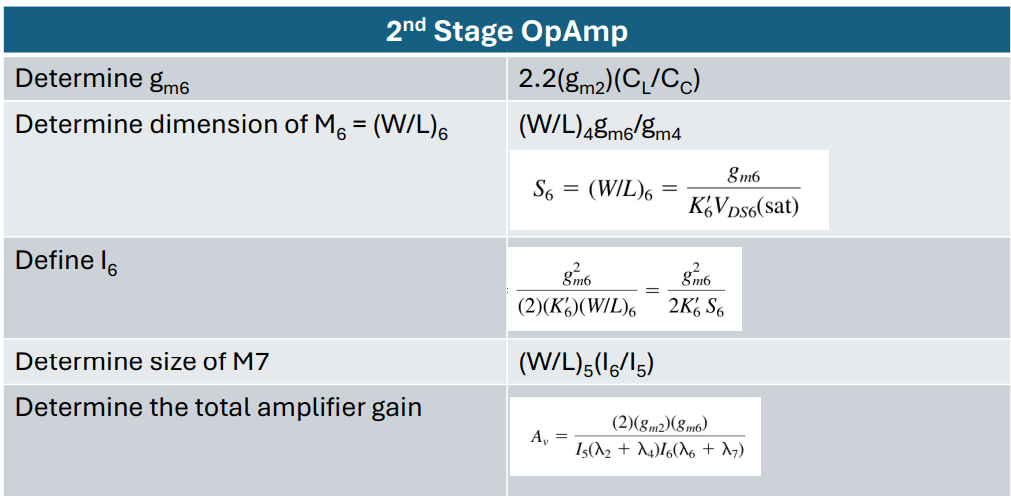 2nd Stage OpAmp
Determine gm6
2.2(gm2)(CL/CC)
Determine dimension of M6 = (W/L)6
(W/L)4gm6/gm4
S6 = (W/L)6 = gm6 / K′6VDS6(sat)
Define I6
g²m6 / (2)(K′6)(W/L)6 = g²m6 / 2K′6 S6
Determine size of M7
(W/L)5(I6/I5)
Determine the total amplifier gain
Av = (2)(gm2)(gm6) / I5(λ2 + λ4)I6(λ6 + λ7)